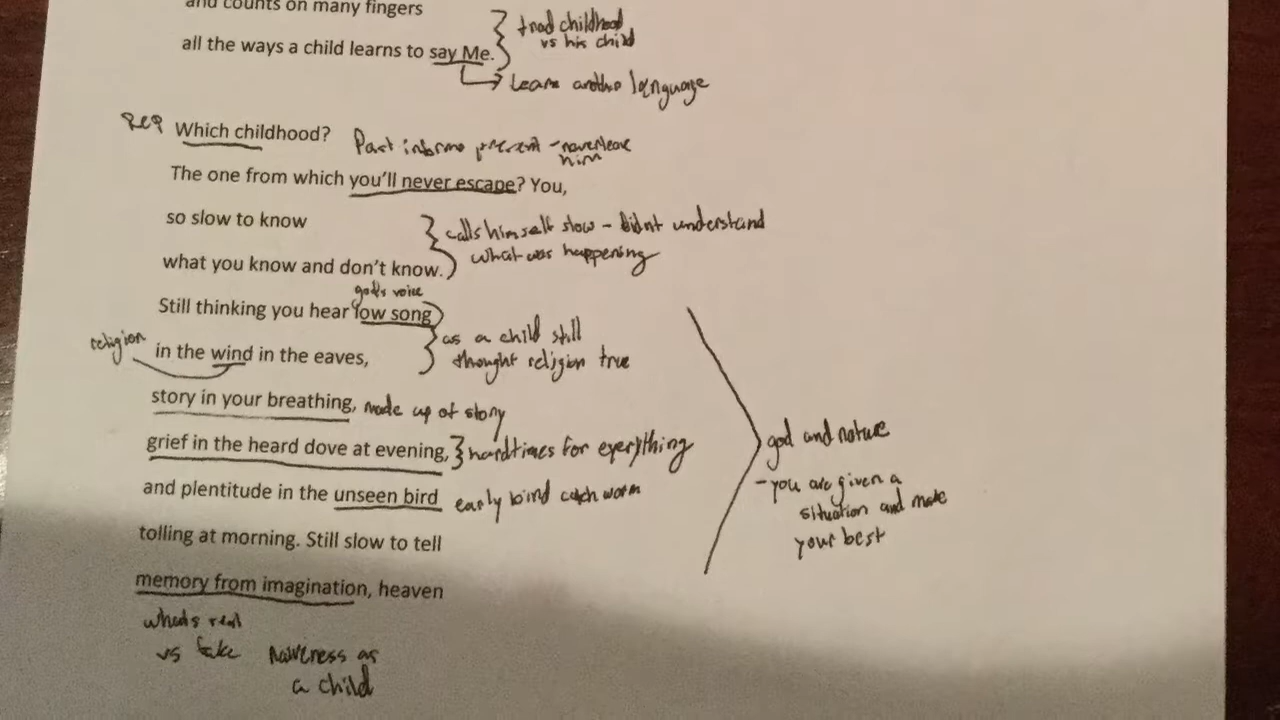 and counts on many fingers
all the ways a child learns to say Me.
trad childhood
vs his child
Learn another language
Rep
Which childhood?
Past informs present - never leave
him
The one from which you'll never escape? You,
so slow to know
what you know and don't know.
calls himself slow - didnt understand
what was happening
god's voice
Still thinking you hear low song
religion
in the wind in the eaves,
as a child still
thought religion true
story in your breathing, made up of story
grief in the heard dove at evening, hardtimes for everything
and plentitude in the unseen bird early bird catch worm
tolling at morning. Still slow to tell
memory from imagination, heaven
god and nature
- you are given a
situation and make
your best
whats real
vs fake
naiveness as
a child